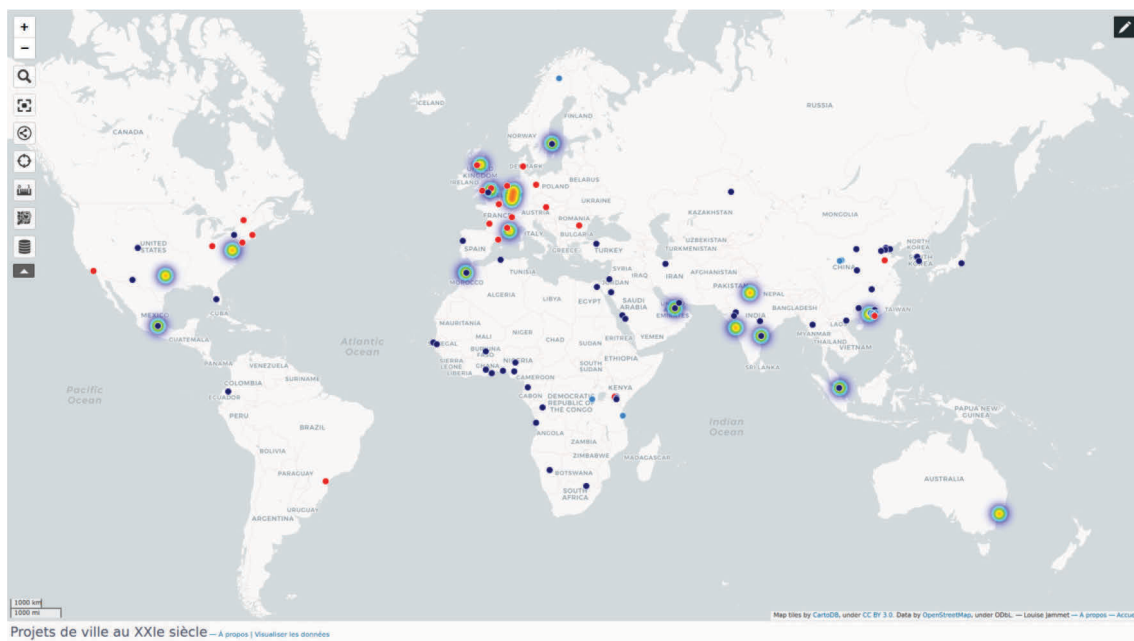 +
−
ICELAND
RUSSIA
CANADA
FINLAND
NORWAY
KINGDOM
IRELAND
POLAND
BELARUS
UKRAINE
KAZAKHSTAN
MONGOLIA
AUSTRIA
FRANCE
ROMANIA
ITALY
BULGARIA
UNITED
STATES
SPAIN
GREECE
TURKEY
UZBEKISTAN
TURKMENISTAN
NORTH
KOREA
KOREA
CHINA
TUNISIA
SYRIA
IRAQ
IRAN
AFGHANISTAN
MOROCCO
JORDAN
PAKISTAN
NEPAL
ALGERIA
LIBYA
EGYPT
SAUDI
ARABIA
EMIRATES
BANGLADESH
TAIWAN
MEXICO
CUBA
INDIA
MYANMAR
LAOS
GUATEMALA
MAURITANIA
MALI
NIGER
CHAD
SUDAN
ERITREA
YEMEN
THAILAND
VIETNAM
Atlantic
Ocean
BURKINA
FASO
SIERRA
LEONE
LIBERIA
GHANA
NIGERIA
CAMEROON
SOUTH
SUDAN
ETHIOPIA
SRI LANKA
PANAMA
VENEZUELA
COLOMBIA
SURINAME
ECUADOR
Pacific
Ocean
GABON
DEMOCRATIC
REPUBLIC OF
THE CONGO
KENYA
Indian
Ocean
PAPUA NEW
GUINEA
PERU
BRAZIL
ANGOLA
ZAMBIA
BOLIVIA
ZIMBABWE
MADAGASCAR
BOTSWANA
PARAGUAY
SOUTH
AFRICA
AUSTRALIA
URUGUAY
ARGENTINA
1000 km
1000 mi
Map tiles by CartoDB, under CC BY 3.0. Data by OpenStreetMap, under ODbL. — Louise Jammet — À propos — Accue
Projets de ville au XXIe siècle — À propos | Visualiser les données